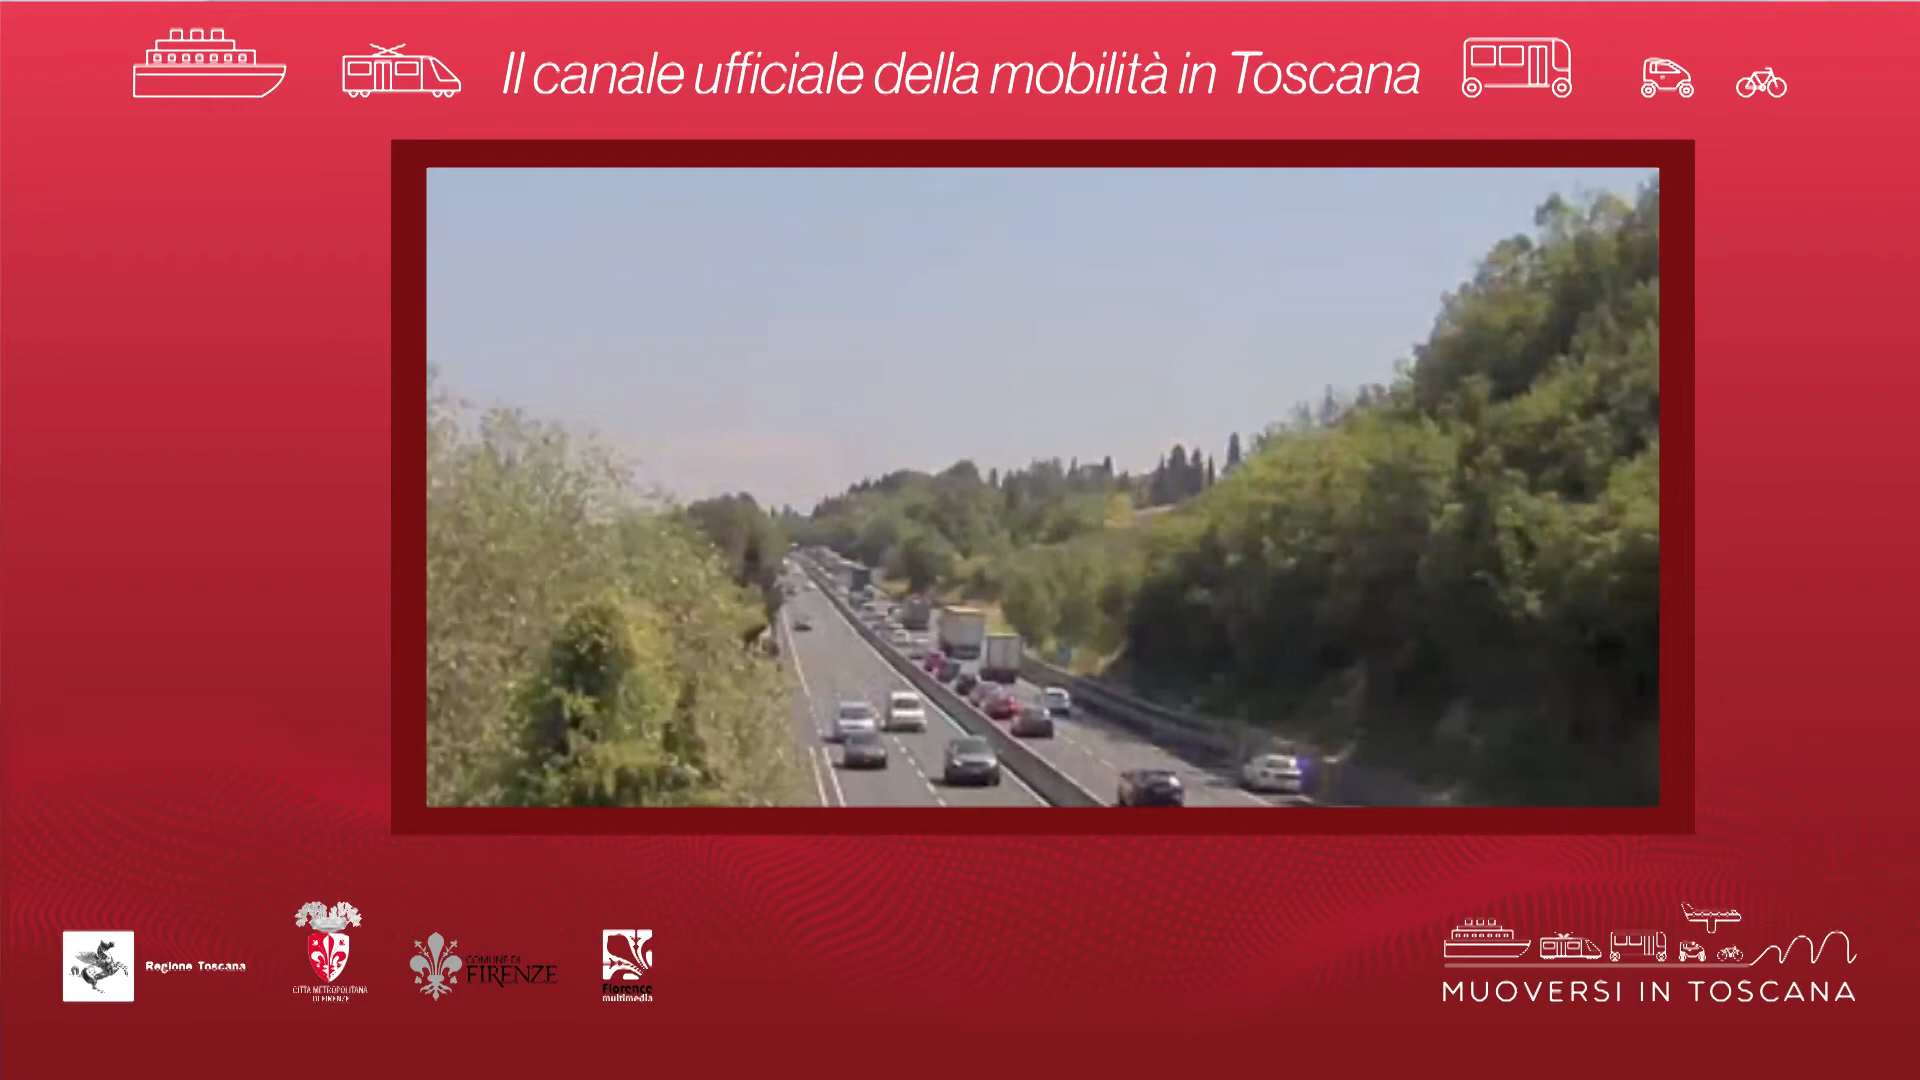 Il canale ufficiale della mobilità in Toscana
Regione Toscana
CITTÀ METROPOLITANA
DI FIRENZE
COMUNE DI
FIRENZE
Florence
multimedia
MUOVERSI IN TOSCANA